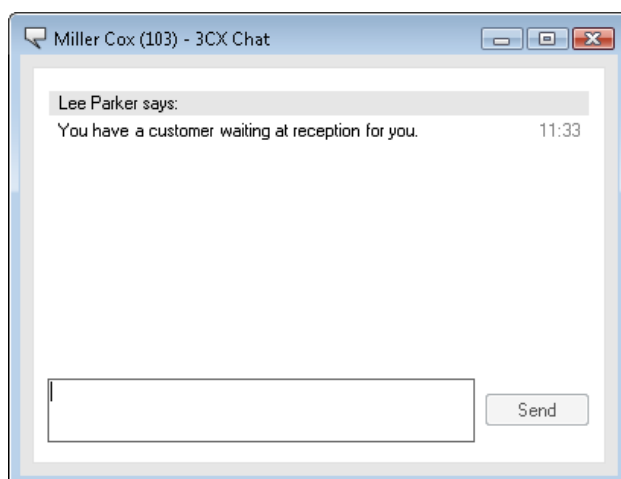 Miller Cox (103) - 3CX Chat
Lee Parker says:
You have a customer waiting at reception for you. 11:33
Send